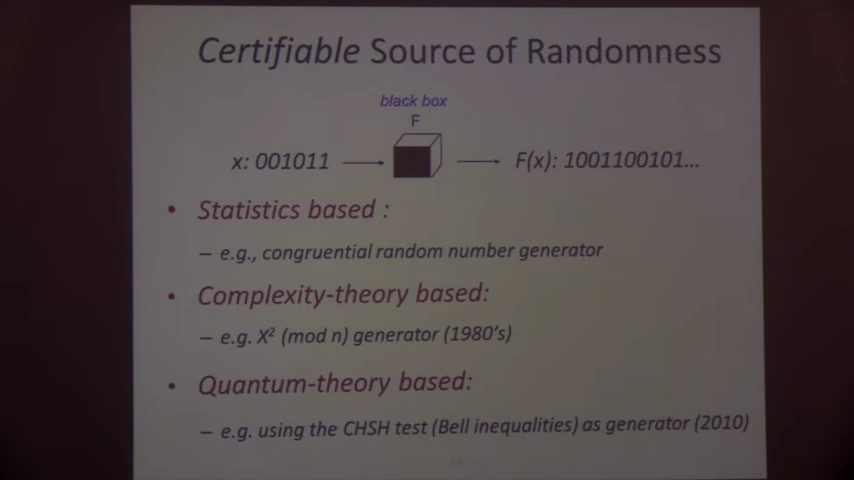 Certifiable Source of Randomness
black box
F
x: 001011 F(x): 1001100101...
• Statistics based :
– e.g., congruential random number generator
• Complexity-theory based:
– e.g. X² (mod n) generator (1980's)
• Quantum-theory based:
– e.g. using the CHSH test (Bell inequalities) as generator (2010)